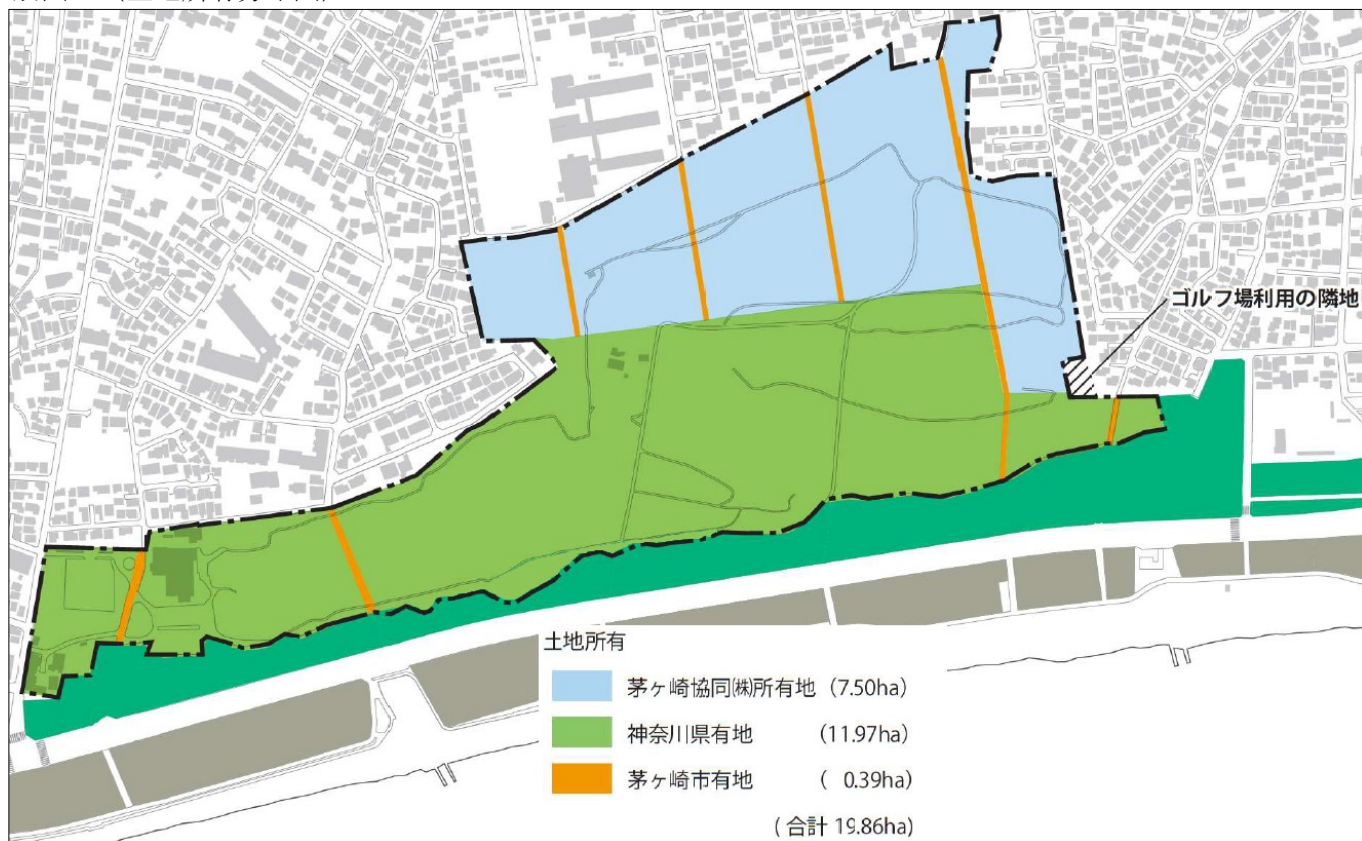 ゴルフ場利用の隣地
土地所有
茅ヶ崎協同㈱所有地（7.50ha）
神奈川県有地 （11.97ha）
茅ヶ崎市有地 （ 0.39ha）
( 合計 19.86ha)